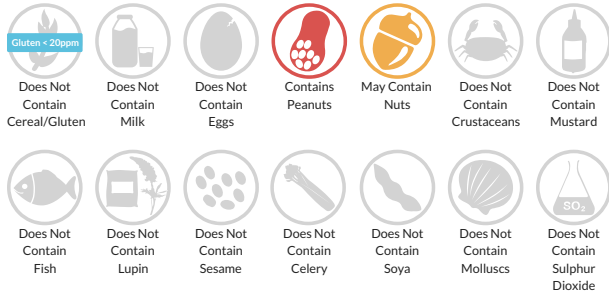 Gluten < 20ppm
Does Not
Contain
Cereal/Gluten
Does Not
Contain
Milk
Does Not
Contain
Eggs
Contains
Peanuts
May Contain
Nuts
Does Not
Contain
Crustaceans
Does Not
Contain
Mustard
Does Not
Contain
Fish
Does Not
Contain
Lupin
Does Not
Contain
Sesame
Does Not
Contain
Celery
Does Not
Contain
Soya
Does Not
Contain
Molluscs
SO₂
Does Not
Contain
Sulphur
Dioxide